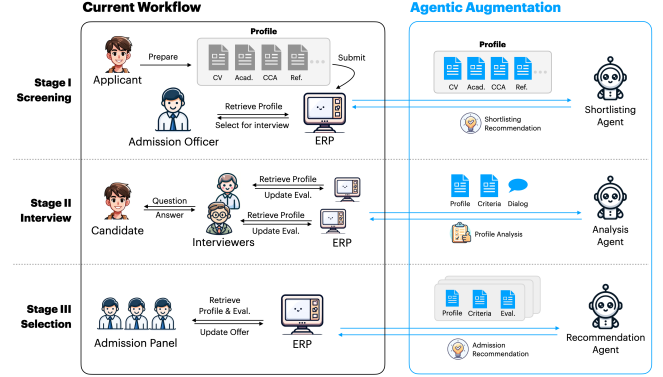 Current Workflow
Agentic Augmentation
Stage I
Screening
Applicant
Prepare
Profile
CV
Acad.
CCA
Ref.
Submit
Admission Officer
Retrieve Profile
Select for interview
ERP
Profile
CV
Acad.
CCA
Ref.
Shortlisting
Recommendation
Shortlisting
Agent
Stage II
Interview
Candidate
Question
Answer
Interviewers
Retrieve Profile
Update Eval.
Retrieve Profile
Update Eval.
ERP
Profile
Criteria
Dialog
Profile Analysis
Analysis
Agent
Stage III
Selection
Admission Panel
Retrieve
Profile & Eval.
Update Offer
ERP
Profile
Criteria
Eval.
Admission
Recommendation
Recommendation
Agent